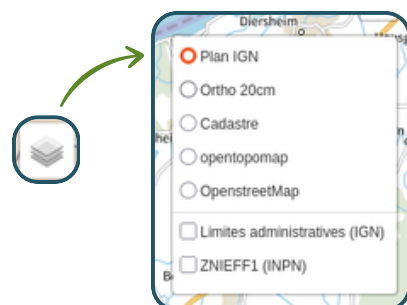 Diersheim
Plan IGN
Ortho 20cm
Cadastre
opentopomap
OpenstreetMap
Limites administratives (IGN)
ZNIEFF1 (INPN)